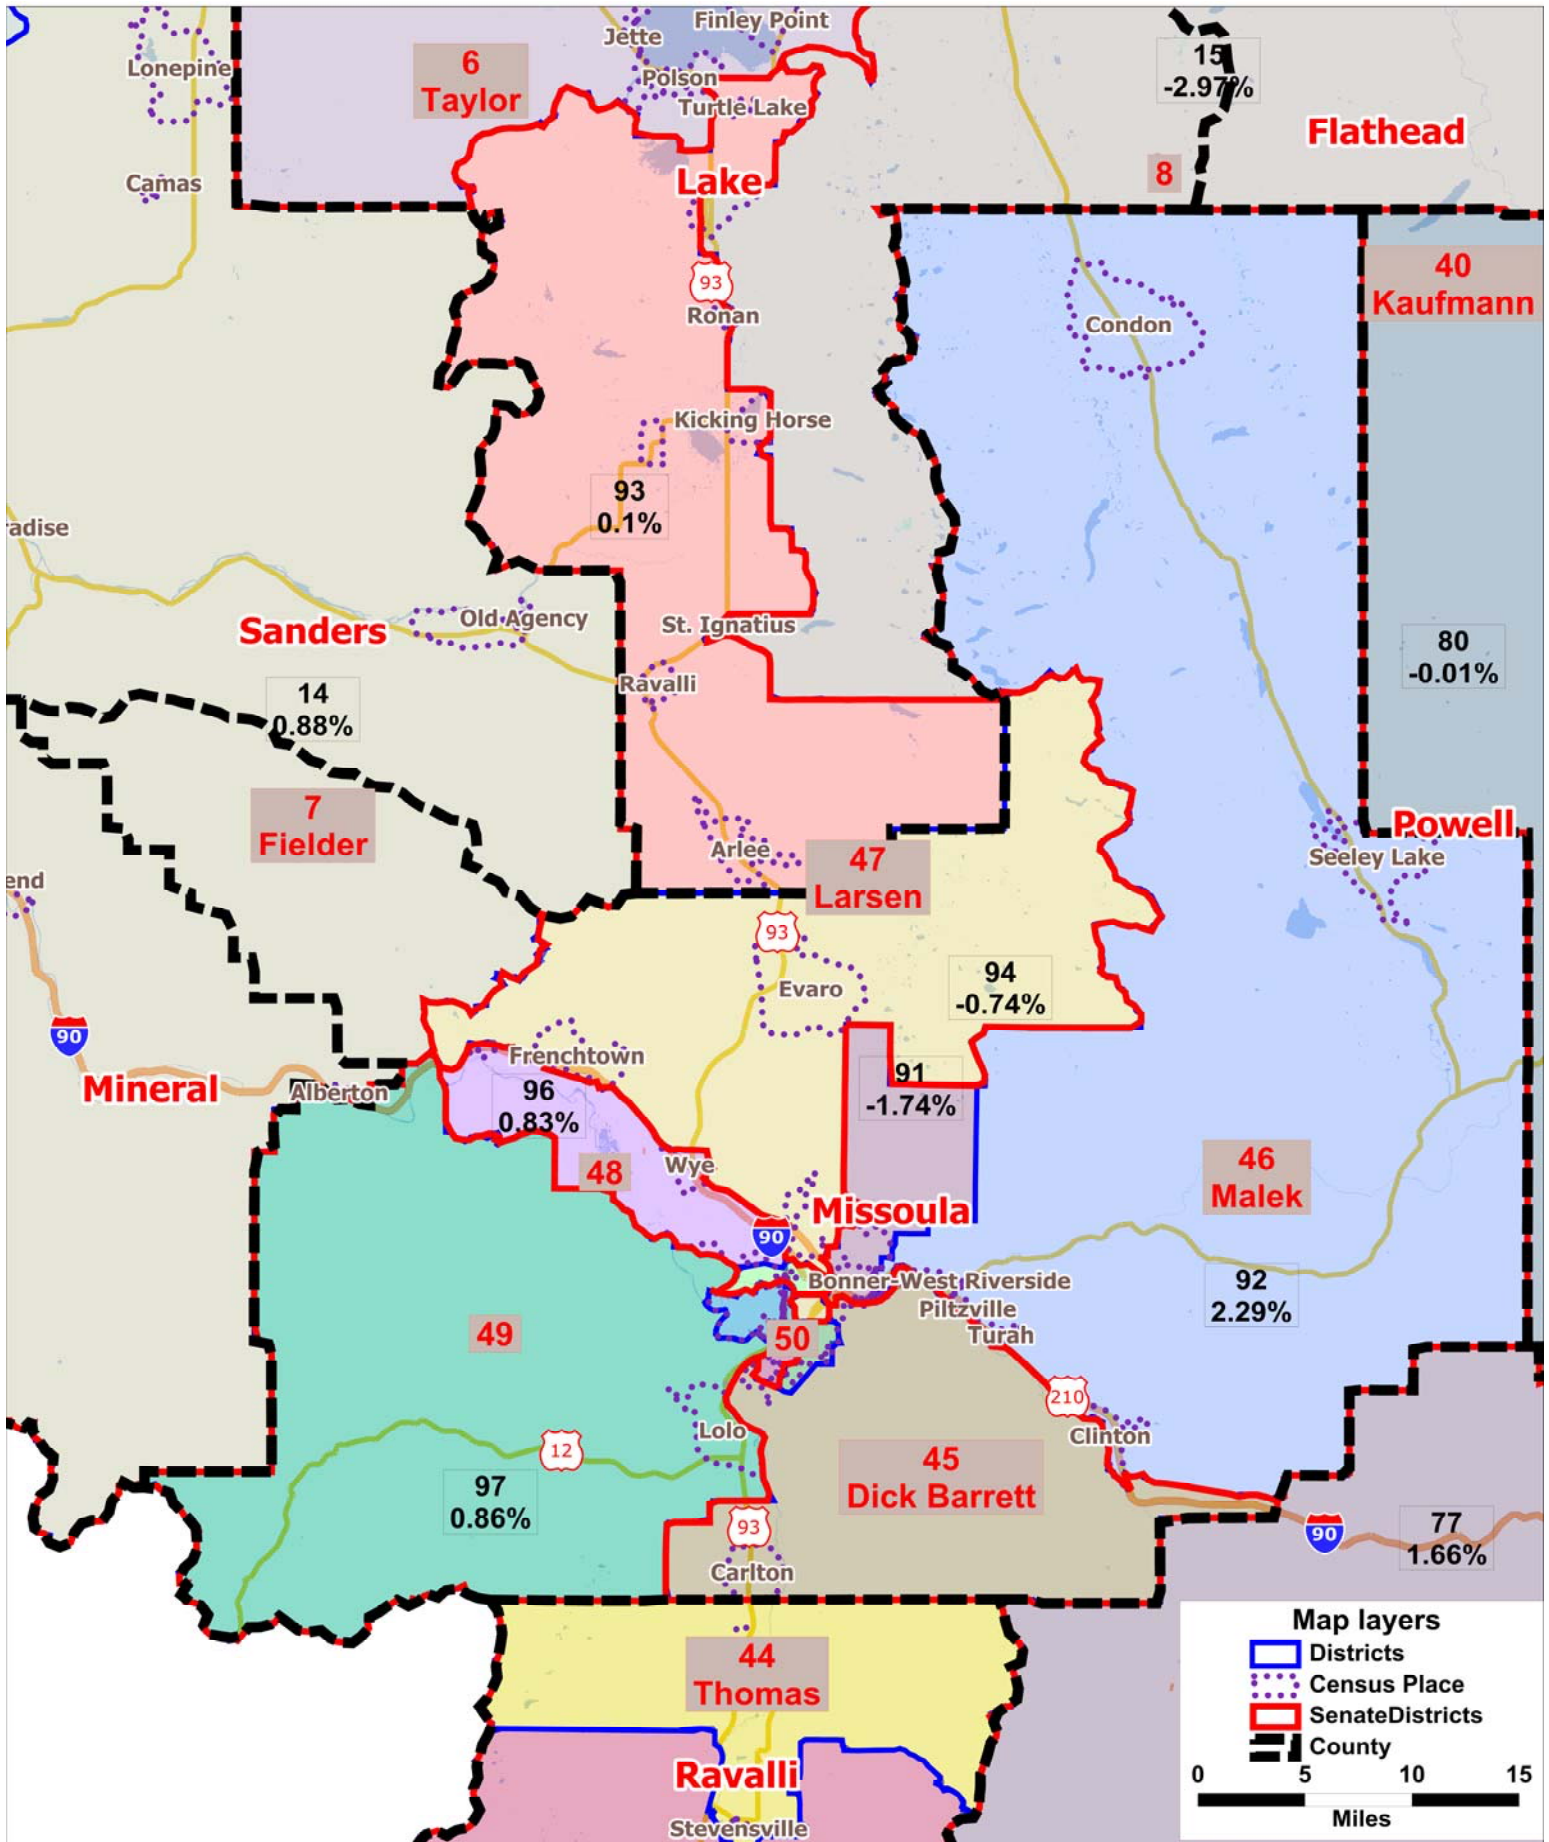 Finley Point
Jette
15
-2.97%
6
Taylor
Lonepine
Polson
Turtle Lake
Flathead
8
Camas
Lake
40
Kaufmann
93
Ronan
Condon
Kicking Horse
93
0.1%
adise
Old Agency
St. Ignatius
Sanders
80
-0.01%
Ravalli
14
0.88%
7
Fielder
Powell
Seeley Lake
Arlee
47
Larsen
end
93
Evaro
94
-0.74%
90
Frenchtown
91
-1.74%
Mineral
Alberton
96
0.83%
48
Wye
46
Malek
Missoula
90
Bonner-West Riverside
92
2.29%
Piltzville
Turah
49
50
210
Lolo
Clinton
12
45
Dick Barrett
97
0.86%
93
90
77
1.66%
Carlton
44
Thomas
Ravalli
Stevensville
Map layers
Districts
Census Place
SenateDistricts
County
0 5 10 15
Miles